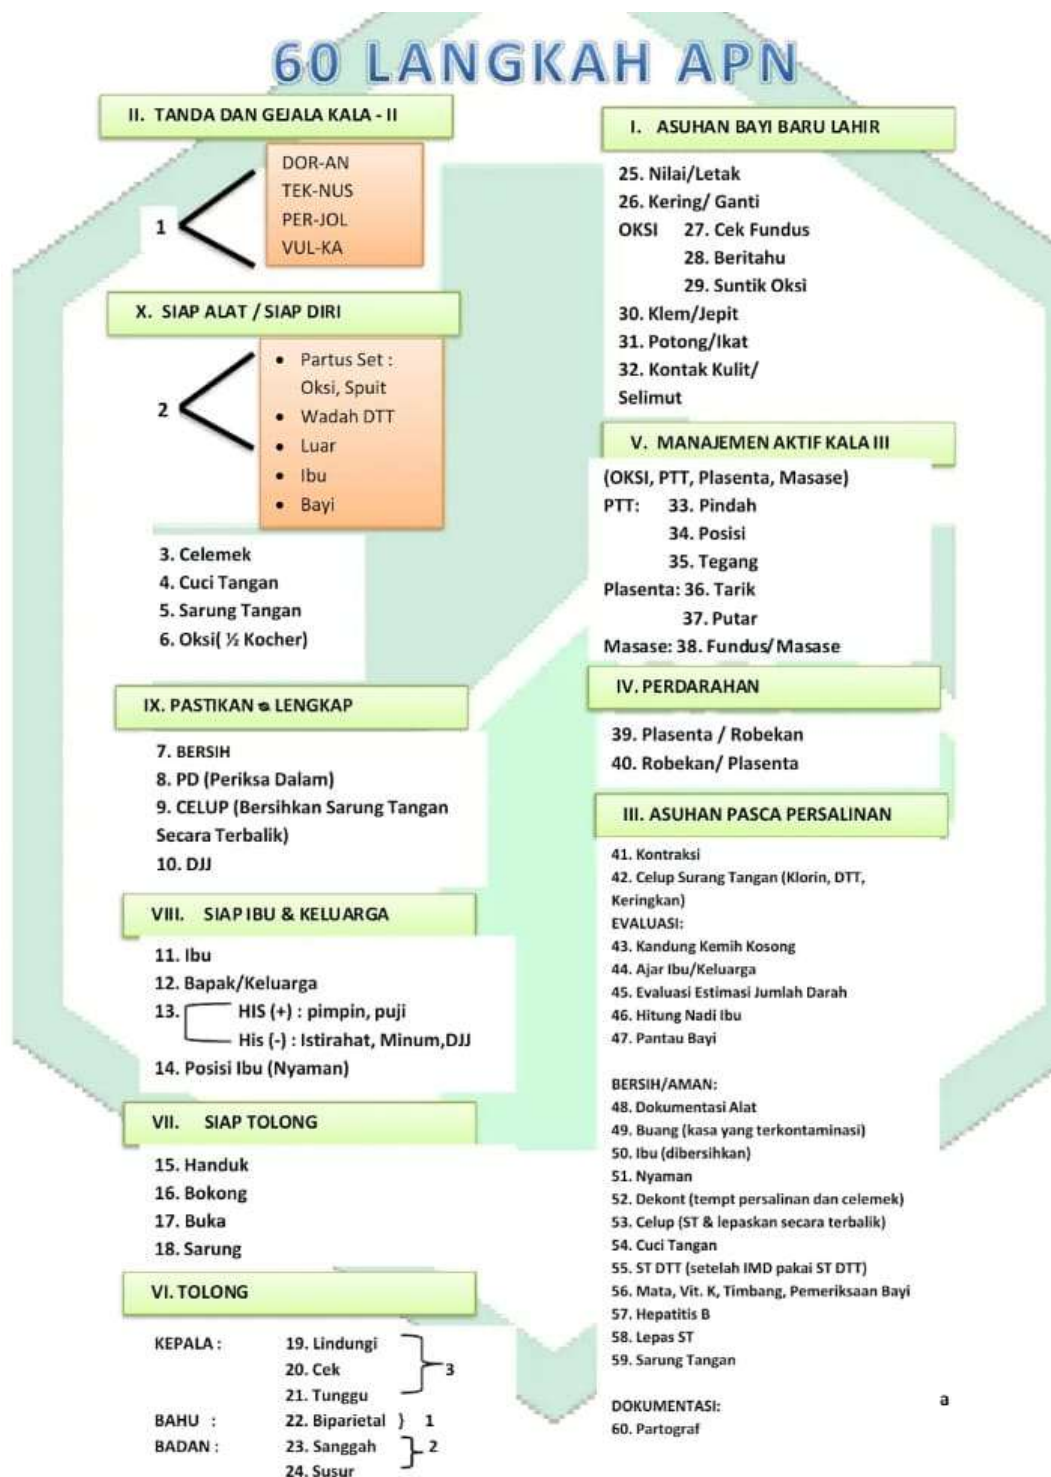 60 LANGKAH APN
II. TANDA DAN GEJALA KALA - II
1
DOR-AN
TEK-NUS
PER-JOL
VUL-KA
X. SIAP ALAT / SIAP DIRI
2
• Partus Set :
Oksi, Spuit
• Wadah DTT
• Luar
• Ibu
• Bayi
3. Celemek
4. Cuci Tangan
5. Sarung Tangan
6. Oksi( ½ Kocher)
IX. PASTIKAN LENGKAP
7. BERSIH
8. PD (Periksa Dalam)
9. CELUP (Bersihkan Sarung Tangan
Secara Terbalik)
10. DJJ
VIII. SIAP IBU & KELUARGA
11. Ibu
12. Bapak/Keluarga
13. HIS (+) : pimpin, puji
His (-) : Istirahat, Minum,DJJ
14. Posisi Ibu (Nyaman)
VII. SIAP TOLONG
15. Handuk
16. Bokong
17. Buka
18. Sarung
VI. TOLONG
KEPALA : 19. Lindungi
20. Cek 3
21. Tunggu
BAHU : 22. Biparietal } 1
BADAN : 23. Sanggah 2
24. Susur
I. ASUHAN BAYI BARU LAHIR
25. Nilai/Letak
26. Kering/ Ganti
OKSI 27. Cek Fundus
28. Beritahu
29. Suntik Oksi
30. Klem/Jepit
31. Potong/Ikat
32. Kontak Kulit/
Selimut
V. MANAJEMEN AKTIF KALA III
(OKSI, PTT, Plasenta, Masase)
PTT: 33. Pindah
34. Posisi
35. Tegang
Plasenta: 36. Tarik
37. Putar
Masase: 38. Fundus/ Masase
IV. PERDARAHAN
39. Plasenta / Robekan
40. Robekan/ Plasenta
III. ASUHAN PASCA PERSALINAN
41. Kontraksi
42. Celup Surang Tangan (Klorin, DTT,
Keringkan)
EVALUASI:
43. Kandung Kemih Kosong
44. Ajar Ibu/Keluarga
45. Evaluasi Estimasi Jumlah Darah
46. Hitung Nadi Ibu
47. Pantau Bayi
BERSIH/AMAN:
48. Dokumentasi Alat
49. Buang (kasa yang terkontaminasi)
50. Ibu (dibersihkan)
51. Nyaman
52. Dekont (tempt persalinan dan celemek)
53. Celup (ST & lepaskan secara terbalik)
54. Cuci Tangan
55. ST DTT (setelah IMD pakai ST DTT)
56. Mata, Vit. K, Timbang, Pemeriksaan Bayi
57. Hepatitis B
58. Lepas ST
59. Sarung Tangan
a
DOKUMENTASI:
60. Partograf